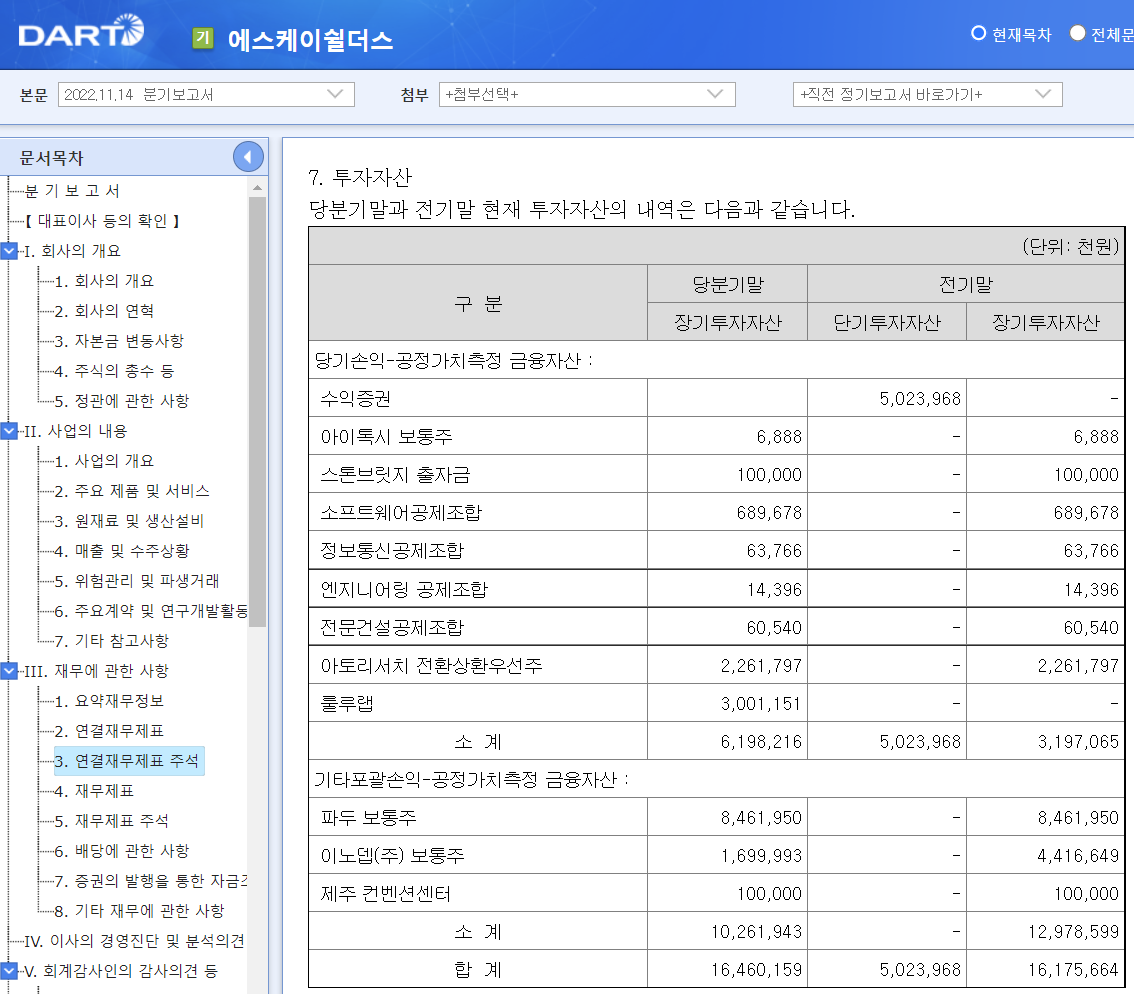 DART
기 에스케이쉴더스
현재목차 전체문
본문 2022.11.14 분기보고서 첨부 +첨부선택+ +직전 정기보고서 바로가기+
문서목차
분 기 보 고 서
【 대표이사 등의 확인 】
I. 회사의 개요
1. 회사의 개요
2. 회사의 연혁
3. 자본금 변동사항
4. 주식의 총수 등
5. 정관에 관한 사항
II. 사업의 내용
1. 사업의 개요
2. 주요 제품 및 서비스
3. 원재료 및 생산설비
4. 매출 및 수주상황
5. 위험관리 및 파생거래
6. 주요계약 및 연구개발활동
7. 기타 참고사항
III. 재무에 관한 사항
1. 요약재무정보
2. 연결재무제표
3. 연결재무제표 주석
4. 재무제표
5. 재무제표 주석
6. 배당에 관한 사항
7. 증권의 발행을 통한 자금조
8. 기타 재무에 관한 사항
IV. 이사의 경영진단 및 분석의견
V. 회계감사인의 감사의견 등
7. 투자자산
당분기말과 전기말 현재 투자자산의 내역은 다음과 같습니다.
(단위: 천원)
구 분 당분기말 전기말
장기투자자산 단기투자자산 장기투자자산
당기손익-공정가치측정 금융자산 :
수익증권 5,023,968 -
아이톡시 보통주 6,888 - 6,888
스톤브릿지 출자금 100,000 - 100,000
소프트웨어공제조합 689,678 - 689,678
정보통신공제조합 63,766 - 63,766
엔지니어링 공제조합 14,396 - 14,396
전문건설공제조합 60,540 - 60,540
아토리서치 전환상환우선주 2,261,797 - 2,261,797
룰루랩 3,001,151 - -
소 계 6,198,216 5,023,968 3,197,065
기타포괄손익-공정가치측정 금융자산 :
파두 보통주 8,461,950 - 8,461,950
이노뎁(주) 보통주 1,699,993 - 4,416,649
제주 컨벤션센터 100,000 - 100,000
소 계 10,261,943 - 12,978,599
합 계 16,460,159 5,023,968 16,175,664